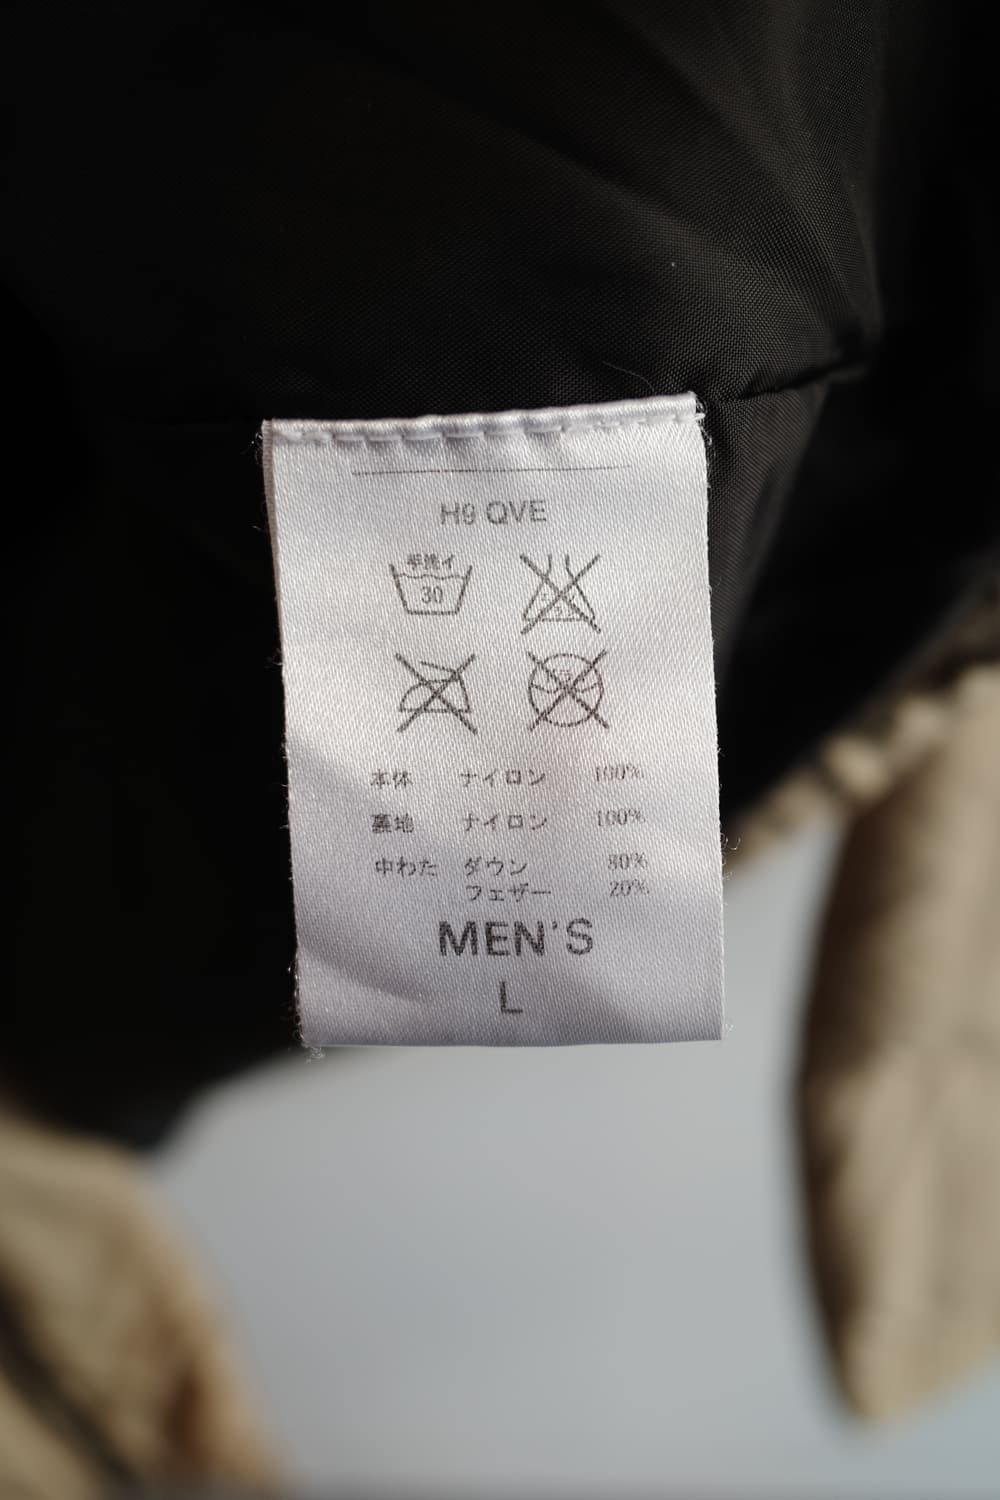 H9 QVE
手洗イ
30
本体 ナイロン 100%
裏地 ナイロン 100%
中わた ダウン 80%
フェザー 20%
MEN'S
L